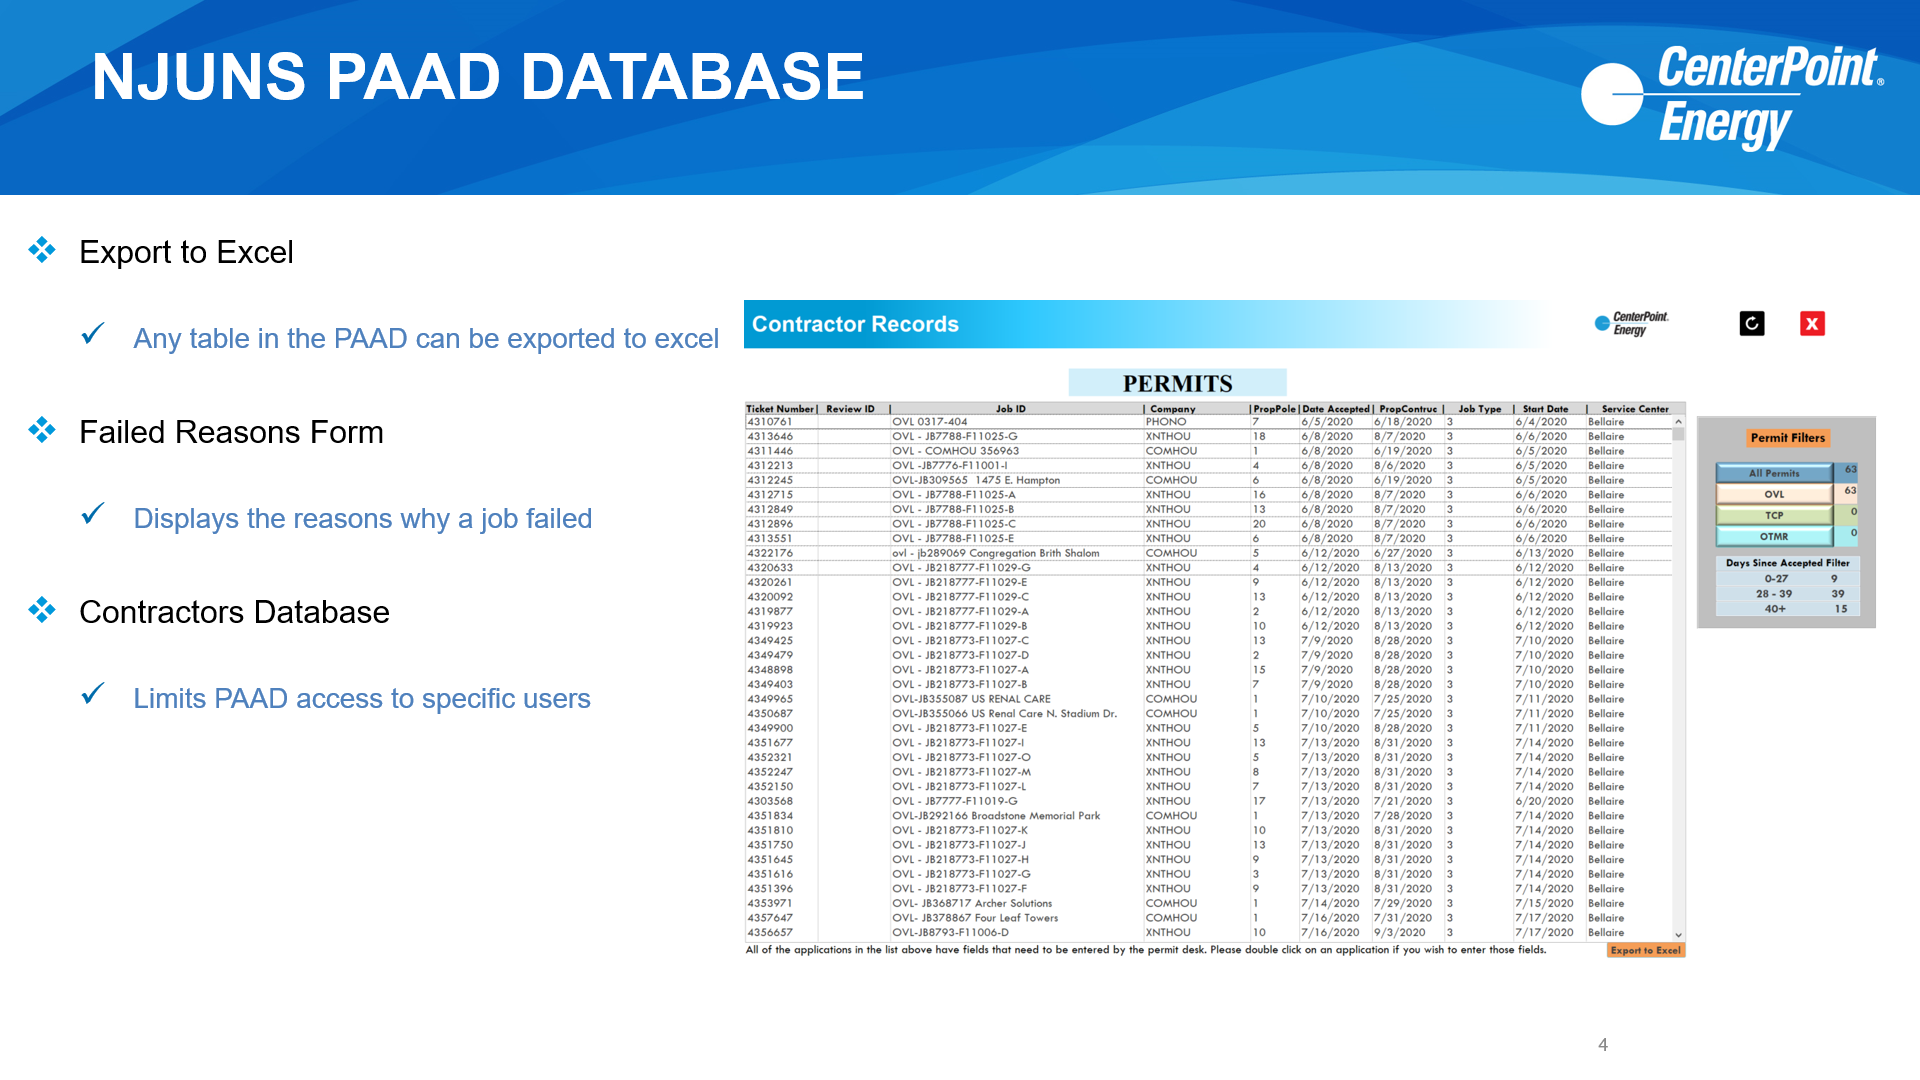 NJUNS PAAD DATABASE
CenterPoint®
Energy
Export to Excel
Any table in the PAAD can be exported to excel
Failed Reasons Form
Displays the reasons why a job failed
Contractors Database
Limits PAAD access to specific users
Contractor Records
CenterPoint.
Energy
X
PERMITS
Ticket Number| Review ID | Job ID | Company |PropPole|Date Accepted| PropContruc | Job Type | Start Date | Service Center
4310761 OVL 0317-404 PHONO 7 6/5/2020 6/18/2020 3 6/4/2020 Bellaire
4313646 OVL - JB7788-F11025-G XNTHOU 18 6/8/2020 8/7/2020 3 6/6/2020 Bellaire
4311446 OVL - COMHOU 356963 COMHOU 1 6/8/2020 6/19/2020 3 6/5/2020 Bellaire
4312213 OVL -JB7776-F11001-I XNTHOU 4 6/8/2020 8/6/2020 3 6/5/2020 Bellaire
4312245 OVL-JB309565 1475 E. Hampton COMHOU 6 6/8/2020 6/19/2020 3 6/5/2020 Bellaire
4312715 OVL - JB7788-F11025-A XNTHOU 16 6/8/2020 8/7/2020 3 6/6/2020 Bellaire
4312849 OVL - JB7788-F11025-B XNTHOU 13 6/8/2020 8/7/2020 3 6/6/2020 Bellaire
4312896 OVL - JB7788-F11025-C XNTHOU 20 6/8/2020 8/7/2020 3 6/6/2020 Bellaire
4313551 OVL - JB7788-F11025-E XNTHOU 6 6/8/2020 8/7/2020 3 6/6/2020 Bellaire
4322176 ovl - jb289069 Congregation Brith Shalom COMHOU 5 6/12/2020 6/27/2020 3 6/13/2020 Bellaire
4320633 OVL - JB218777-F11029-G XNTHOU 4 6/12/2020 8/13/2020 3 6/12/2020 Bellaire
4320261 OVL - JB218777-F11029-E XNTHOU 9 6/12/2020 8/13/2020 3 6/12/2020 Bellaire
4320092 OVL - JB218777-F11029-C XNTHOU 13 6/12/2020 8/13/2020 3 6/12/2020 Bellaire
4319877 OVL - JB218777-F11029-A XNTHOU 2 6/12/2020 8/13/2020 3 6/12/2020 Bellaire
4319923 OVL - JB218777-F11029-B XNTHOU 10 6/12/2020 8/13/2020 3 6/12/2020 Bellaire
4349425 OVL - JB218773-F11027-C XNTHOU 13 7/9/2020 8/28/2020 3 7/10/2020 Bellaire
4349479 OVL - JB218773-F11027-D XNTHOU 2 7/9/2020 8/28/2020 3 7/10/2020 Bellaire
4348898 OVL - JB218773-F11027-A XNTHOU 15 7/9/2020 8/28/2020 3 7/10/2020 Bellaire
4349403 OVL - JB218773-F11027-B XNTHOU 7 7/9/2020 8/28/2020 3 7/10/2020 Bellaire
4349965 OVL-JB355087 US RENAL CARE COMHOU 1 7/10/2020 7/25/2020 3 7/11/2020 Bellaire
4350687 OVL-JB355066 US Renal Care N. Stadium Dr. COMHOU 1 7/10/2020 7/25/2020 3 7/11/2020 Bellaire
4349900 OVL - JB218773-F11027-E XNTHOU 5 7/10/2020 8/28/2020 3 7/11/2020 Bellaire
4351677 OVL - JB218773-F11027-I XNTHOU 13 7/13/2020 8/31/2020 3 7/14/2020 Bellaire
4352321 OVL - JB218773-F11027-O XNTHOU 5 7/13/2020 8/31/2020 3 7/14/2020 Bellaire
4352247 OVL - JB218773-F11027-M XNTHOU 8 7/13/2020 8/31/2020 3 7/14/2020 Bellaire
4352150 OVL - JB218773-F11027-L XNTHOU 7 7/13/2020 8/31/2020 3 7/14/2020 Bellaire
4303568 OVL - JB7777-F11019-G XNTHOU 17 7/13/2020 7/21/2020 3 6/20/2020 Bellaire
4351834 OVL-JB292166 Broadstone Memorial Park COMHOU 1 7/13/2020 7/28/2020 3 7/14/2020 Bellaire
4351810 OVL - JB218773-F11027-K XNTHOU 10 7/13/2020 8/31/2020 3 7/14/2020 Bellaire
4351750 OVL - JB218773-F11027-J XNTHOU 13 7/13/2020 8/31/2020 3 7/14/2020 Bellaire
4351645 OVL - JB218773-F11027-H XNTHOU 9 7/13/2020 8/31/2020 3 7/14/2020 Bellaire
4351616 OVL - JB218773-F11027-G XNTHOU 3 7/13/2020 8/31/2020 3 7/14/2020 Bellaire
4351396 OVL - JB218773-F11027-F XNTHOU 9 7/13/2020 8/31/2020 3 7/14/2020 Bellaire
4353971 OVL- JB368717 Archer Solutions COMHOU 1 7/14/2020 7/29/2020 3 7/15/2020 Bellaire
4357647 OVL- JB378867 Four Leaf Towers COMHOU 1 7/16/2020 7/31/2020 3 7/17/2020 Bellaire
4356657 OVL-JB8793-F11006-D XNTHOU 10 7/16/2020 9/3/2020 3 7/17/2020 Bellaire
All of the applications in the list above have fields that need to be entered by the permit desk. Please double click on an application if you wish to enter those fields.
Export to Excel
Permit Filters
All Permits 63
OVL 63
TCP 0
OTMR 0
Days Since Accepted Filter
0-27 9
28 - 39 39
40+ 15
4